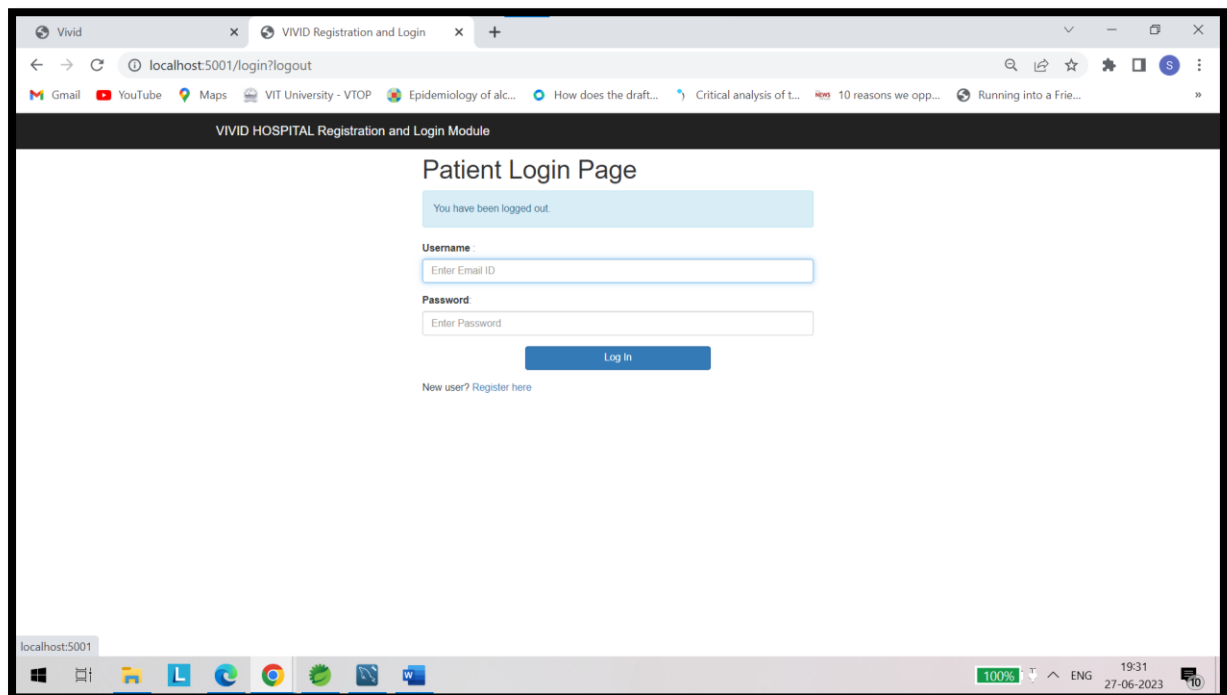 Vivid
VIVID Registration and Login
localhost:5001/login?logout
S
Gmail YouTube Maps VIT University - VTOP Epidemiology of alc... How does the draft... Critical analysis of t... NEWS 10 reasons we opp... Running into a Frie... »
VIVID HOSPITAL Registration and Login Module
Patient Login Page
You have been logged out.
Username :
Enter Email ID
Password:
Enter Password
Log In
New user? Register here
localhost:5001
L W 100% ENG 19:31
27-06-2023 10